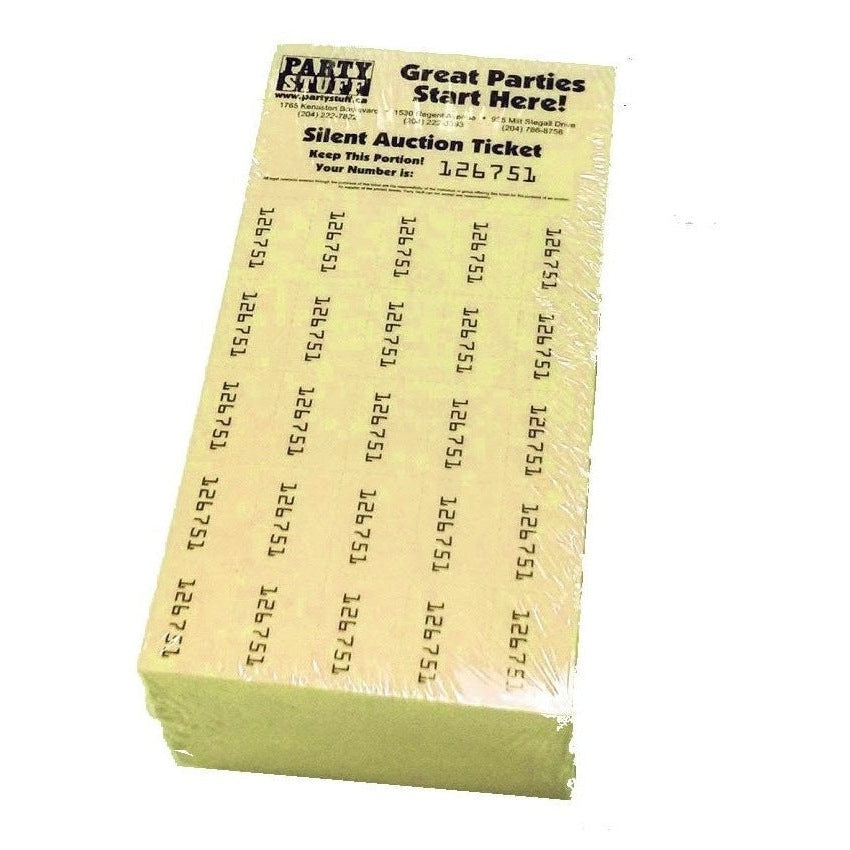 PARTY
STUFF
www.partystuff.ca
Great Parties
Start Here!
1765 Kenaston Boulevard • 1530 Regent Avenue • Mill Stegall Drive
(204) 222-7822 (204) (204) 786-8756
Silent Auction Ticket
Keep This Portion!
Your Number is: 126751
126751 126751 126751 126751 126751
126751 126751 126751 126751 126751
126751 126751 126751 126751 126751
126751 126751 126751 126751 126751
126751 126751 126751 126751 126751